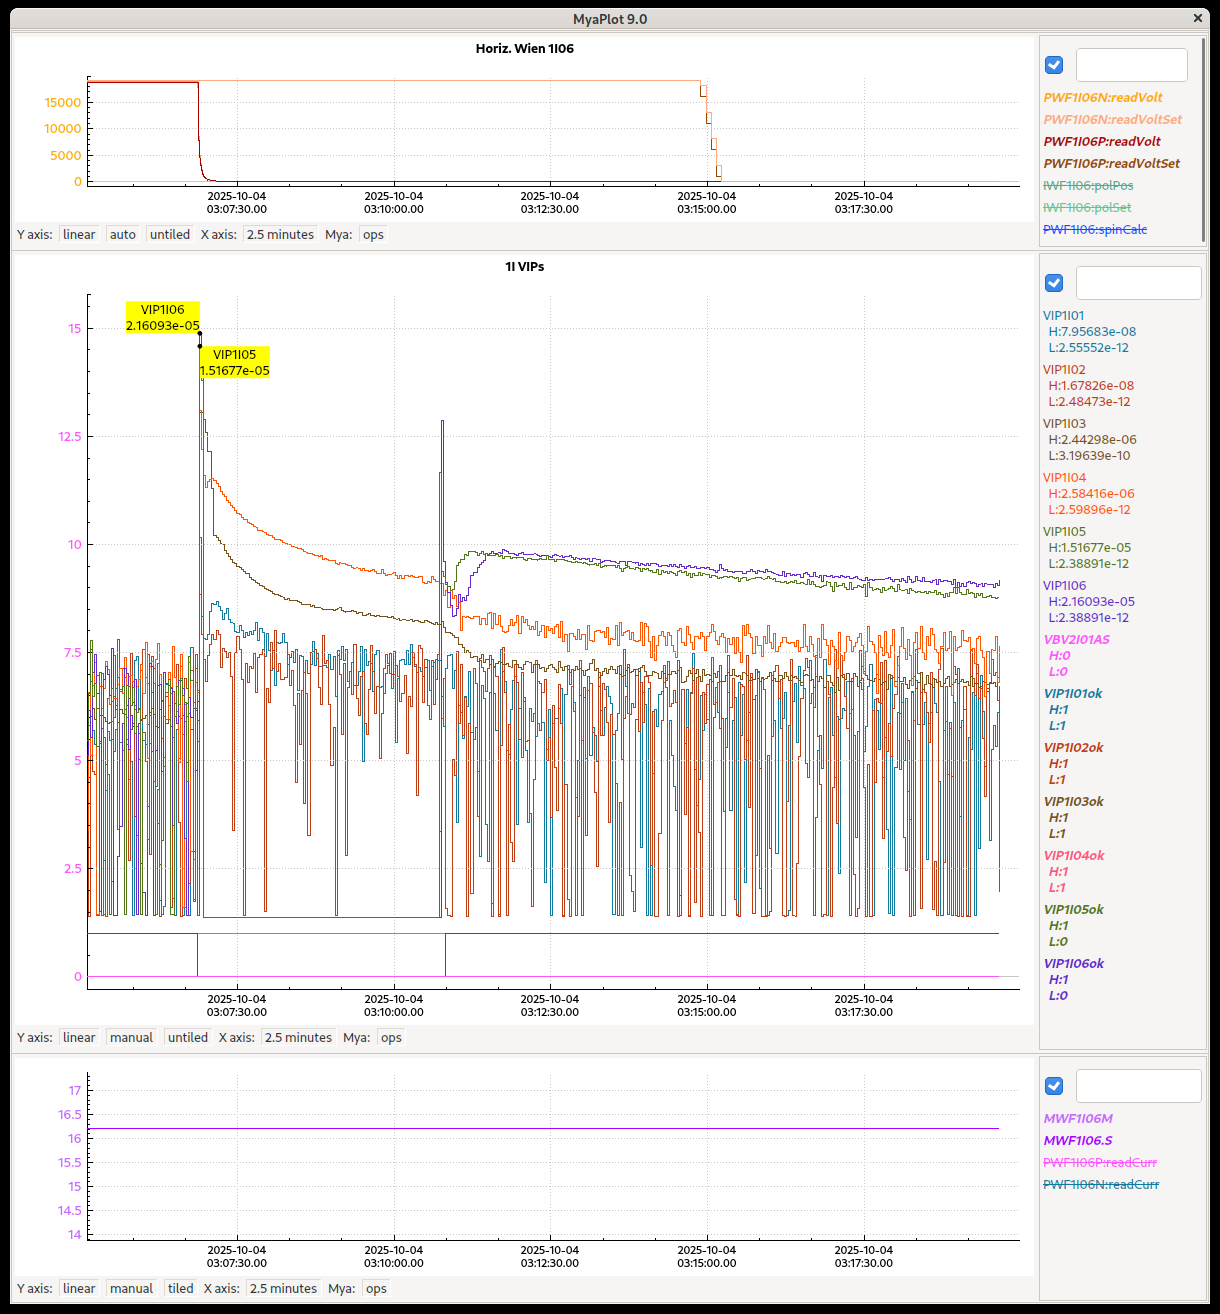 MyaPlot 9.0
Horiz. Wien 1I06
15000
10000
5000
0
2025-10-04 2025-10-04 2025-10-04 2025-10-04 2025-10-04
03:07:30.00 03:10:00.00 03:12:30.00 03:15:00.00 03:17:30.00
Y axis: linear auto untiled X axis: 2.5 minutes Mya: ops
PWF1I06N:readVolt
PWF1I06N:readVoltSet
PWF1I06P:readVolt
PWF1I06P:readVoltSet
IWF1I06:polPos
IWF1I06:polSet
PWF1I06:spinCalc
1I VIPs
VIP1I06
2.16093e-05
VIP1I05
1.51677e-05
15
12.5
10
7.5
5
2.5
0
2025-10-04 2025-10-04 2025-10-04 2025-10-04 2025-10-04
03:07:30.00 03:10:00.00 03:12:30.00 03:15:00.00 03:17:30.00
Y axis: linear manual untiled X axis: 2.5 minutes Mya: ops
VIP1I01
H:7.95683e-08
L:2.55552e-12
VIP1I02
H:1.67826e-08
L:2.48473e-12
VIP1I03
H:2.44298e-06
L:3.19639e-10
VIP1I04
H:2.58416e-06
L:2.59896e-12
VIP1I05
H:1.51677e-05
L:2.38891e-12
VIP1I06
H:2.16093e-05
L:2.38891e-12
VBV2I01AS
H:0
L:0
VIP1I01ok
H:1
L:1
VIP1I02ok
H:1
L:1
VIP1I03ok
H:1
L:1
VIP1I04ok
H:1
L:1
VIP1I05ok
H:1
L:0
VIP1I06ok
H:1
L:0
17
16.5
16
15.5
15
14.5
14
2025-10-04 2025-10-04 2025-10-04 2025-10-04 2025-10-04
03:07:30.00 03:10:00.00 03:12:30.00 03:15:00.00 03:17:30.00
Y axis: linear manual tiled X axis: 2.5 minutes Mya: ops
MWF1I06M
MWF1I06.S
PWF1I06P:readCurr
PWF1I06N:readCurr